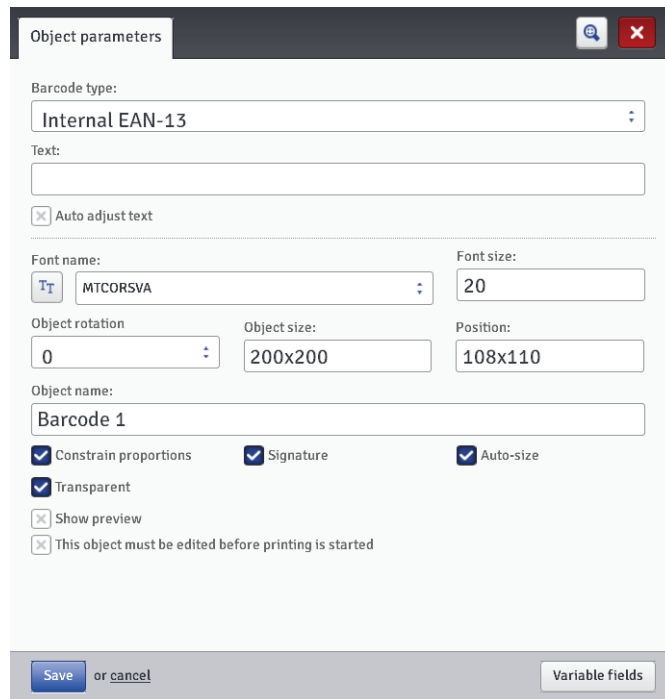 Object parameters
Barcode type:
Internal EAN-13
Text:
Auto adjust text
Font name:
Font size:
TT
MTCORSVA
20
Object rotation
Object size:
Position:
0
200x200
108x110
Object name:
Barcode 1
Constrain proportions
Signature
Auto-size
Transparent
Show preview
This object must be edited before printing is started
Save
or cancel
Variable fields